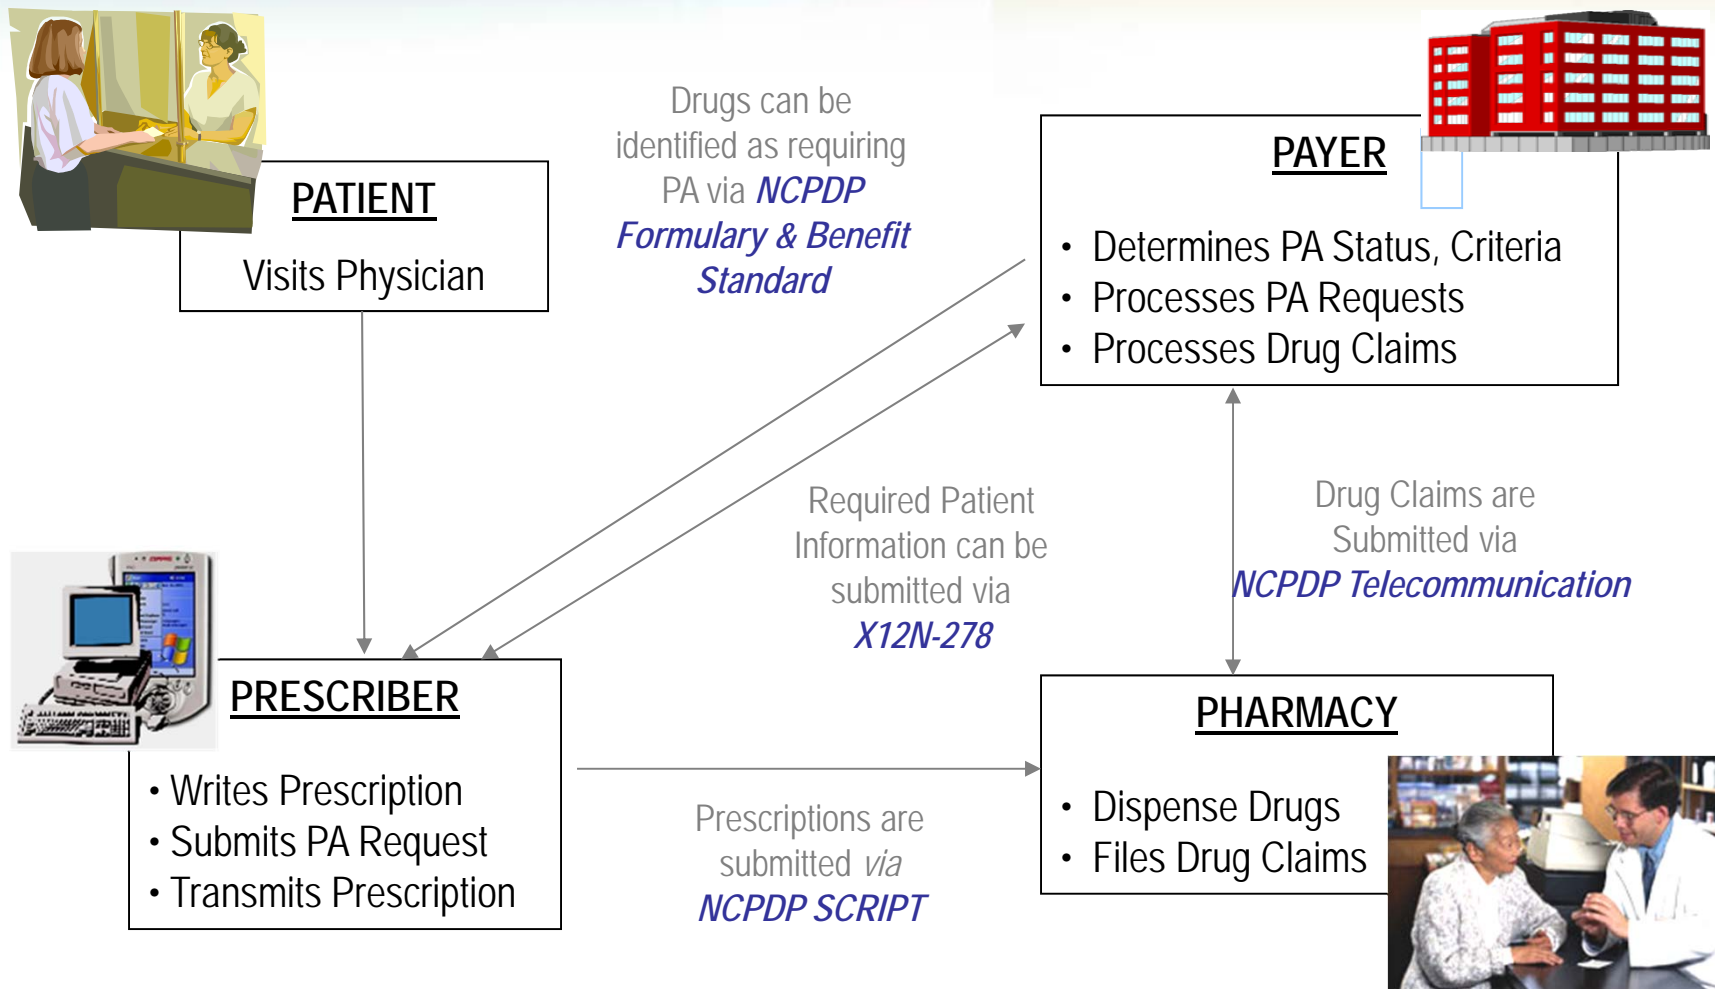 PATIENT
Visits Physician
Drugs can be
identified as requiring
PA via NCPDP
Formulary & Benefit
Standard
PAYER
• Determines PA Status, Criteria
• Processes PA Requests
• Processes Drug Claims
Required Patient
Information can be
submitted via
X12N-278
Drug Claims are
Submitted via
NCPDP Telecommunication
PRESCRIBER
• Writes Prescription
• Submits PA Request
• Transmits Prescription
Prescriptions are
submitted via
NCPDP SCRIPT
PHARMACY
• Dispense Drugs
• Files Drug Claims